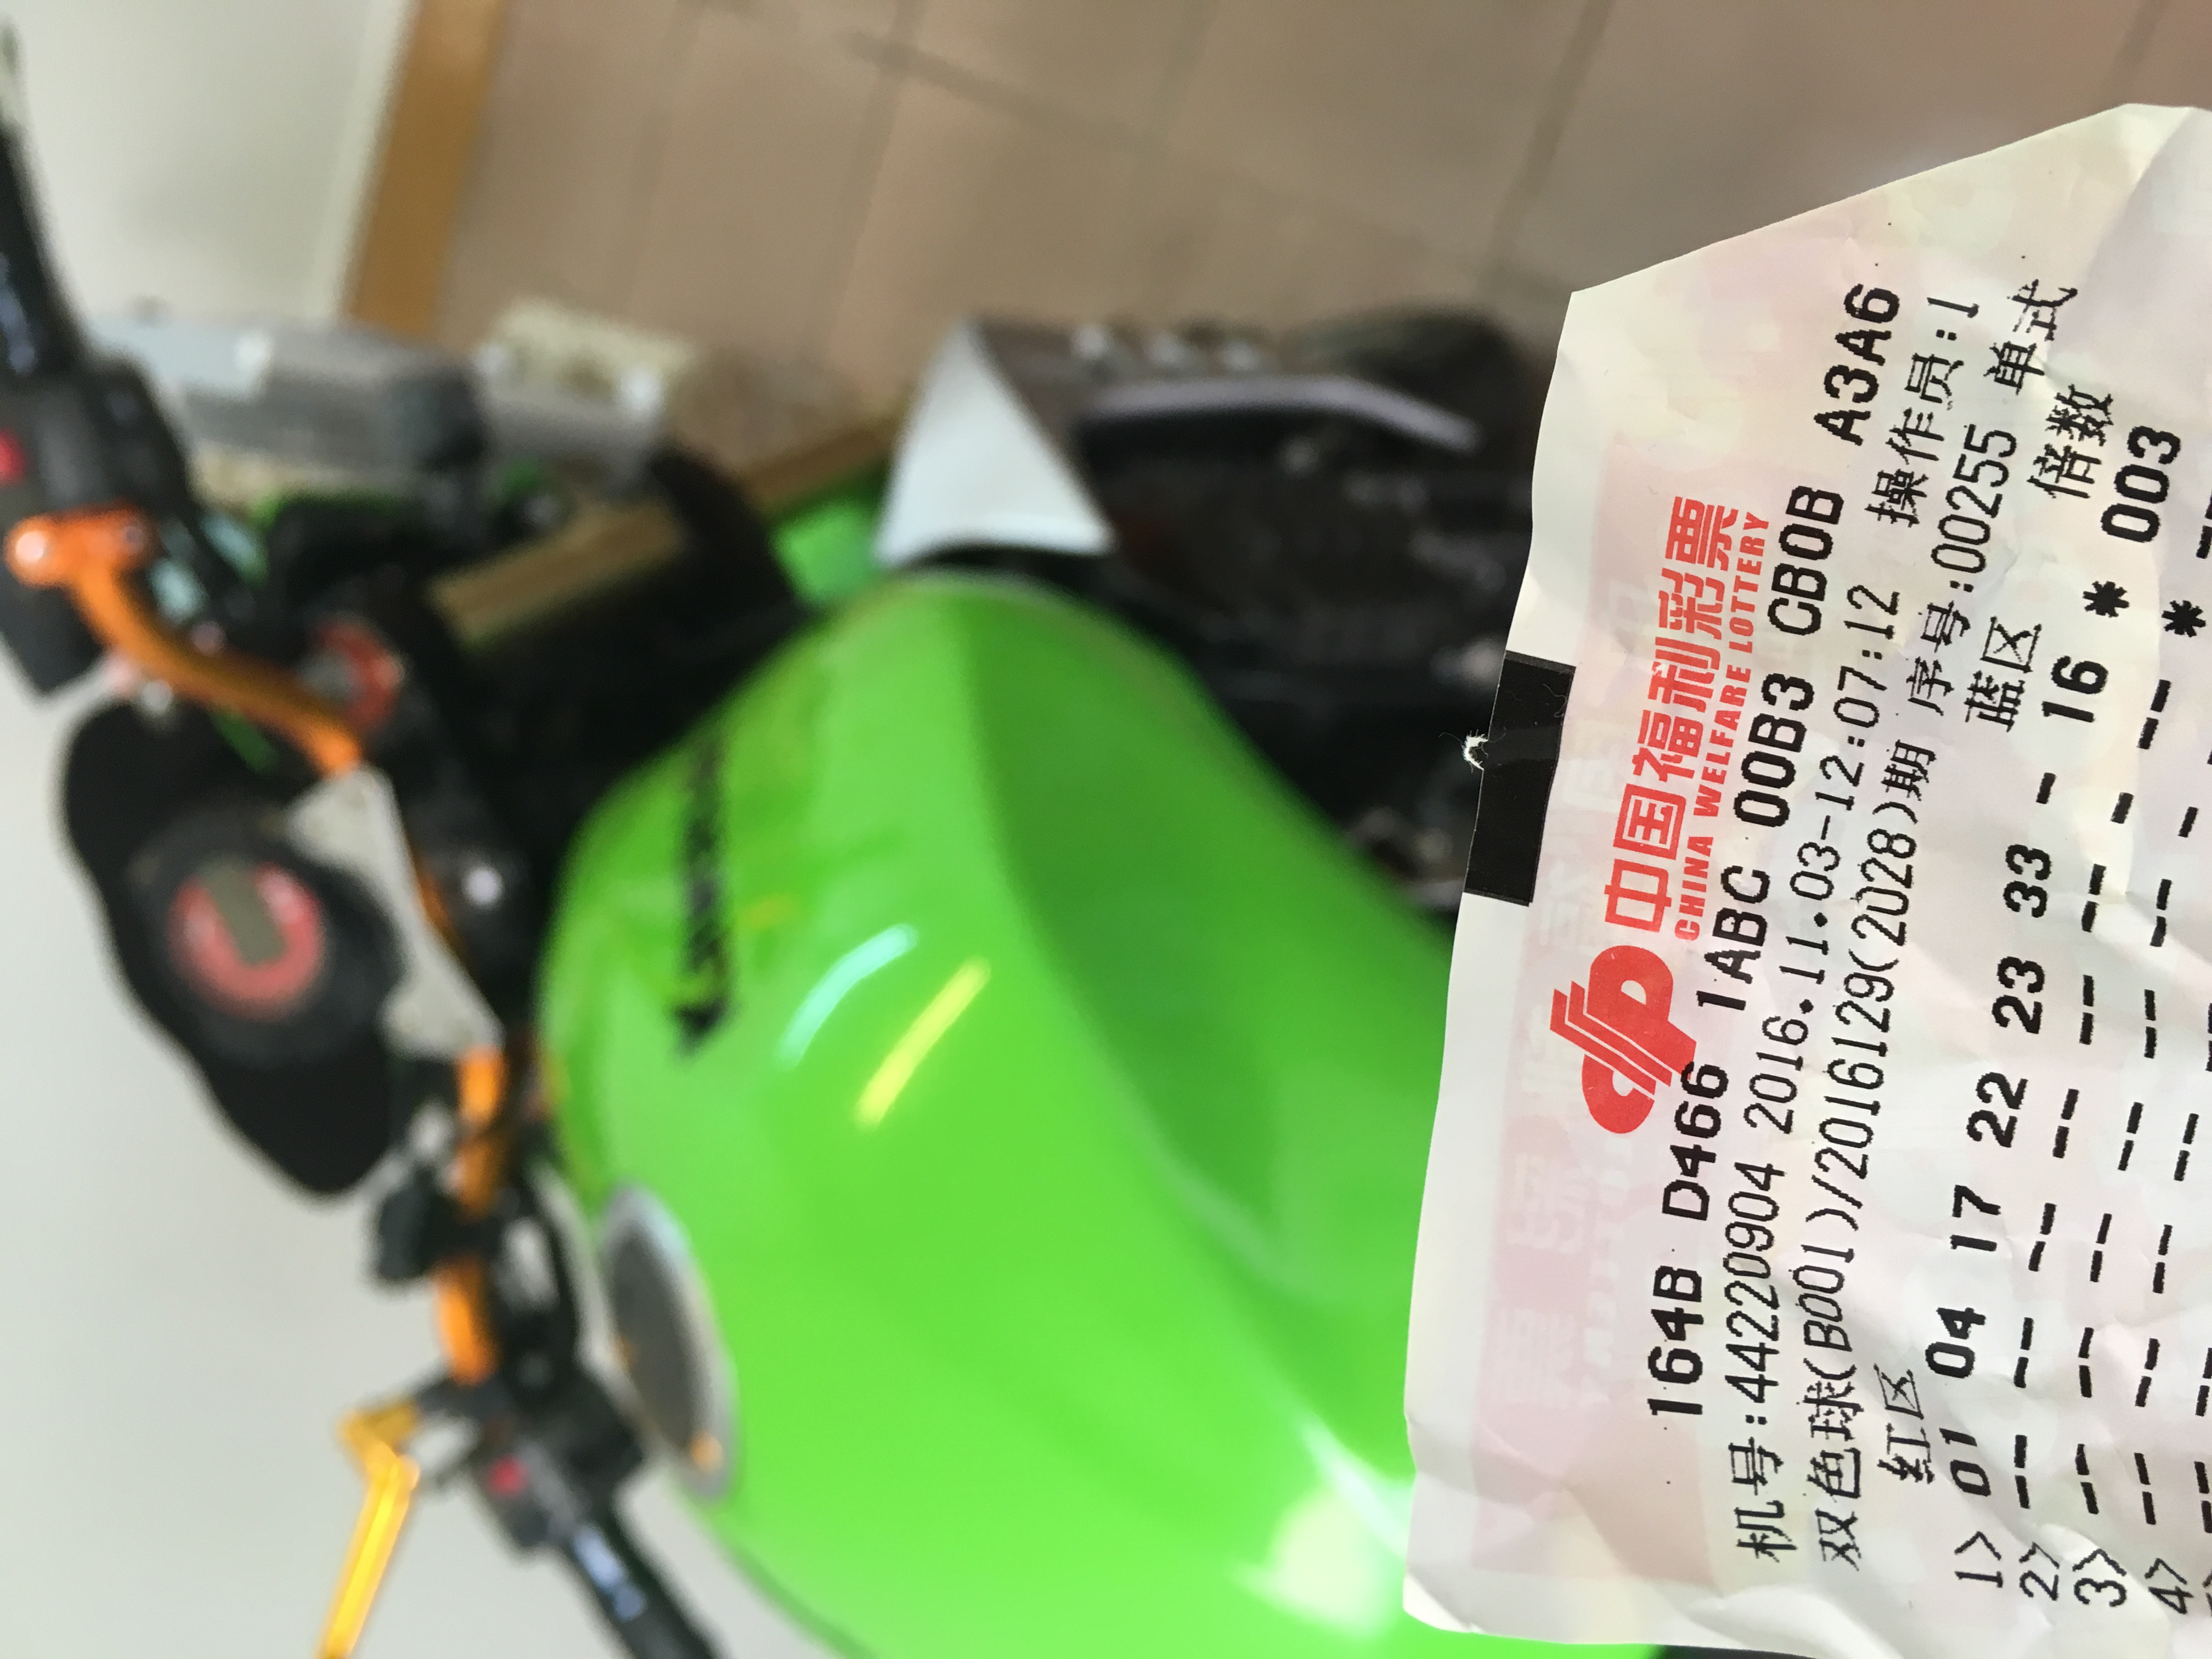 中国福利彩票
CHINA WELFARE LOTTERY
164B D466 1ABC 00B3 CB0B A3A6
机号:44220904 2016.11.03-12:07:12 操作员:1
双色球(B001)/2016129(2028)期 序号:00255 单式
红区 蓝区 倍数
1> 01 04 17 22 23 33 - 16 * 003
2> -- -- -- -- -- -- - -- * --
3> -- -- -- -- -- -- - --
4> -- -- -- -- -- --